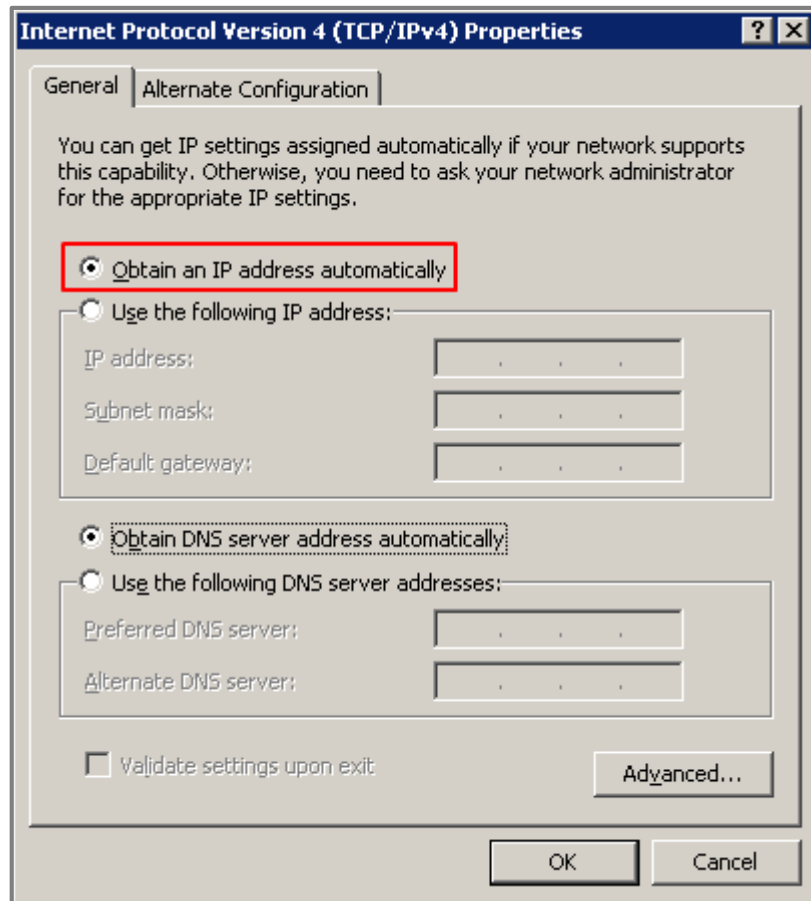 Internet Protocol Version 4 (TCP/IPv4) Properties
General
Alternate Configuration
You can get IP settings assigned automatically if your network supports
this capability. Otherwise, you need to ask your network administrator
for the appropriate IP settings.
Obtain an IP address automatically
Use the following IP address:
IP address:
Subnet mask:
Default gateway:
Obtain DNS server address automatically
Use the following DNS server addresses:
Preferred DNS server:
Alternate DNS server:
Validate settings upon exit
Advanced...
OK
Cancel